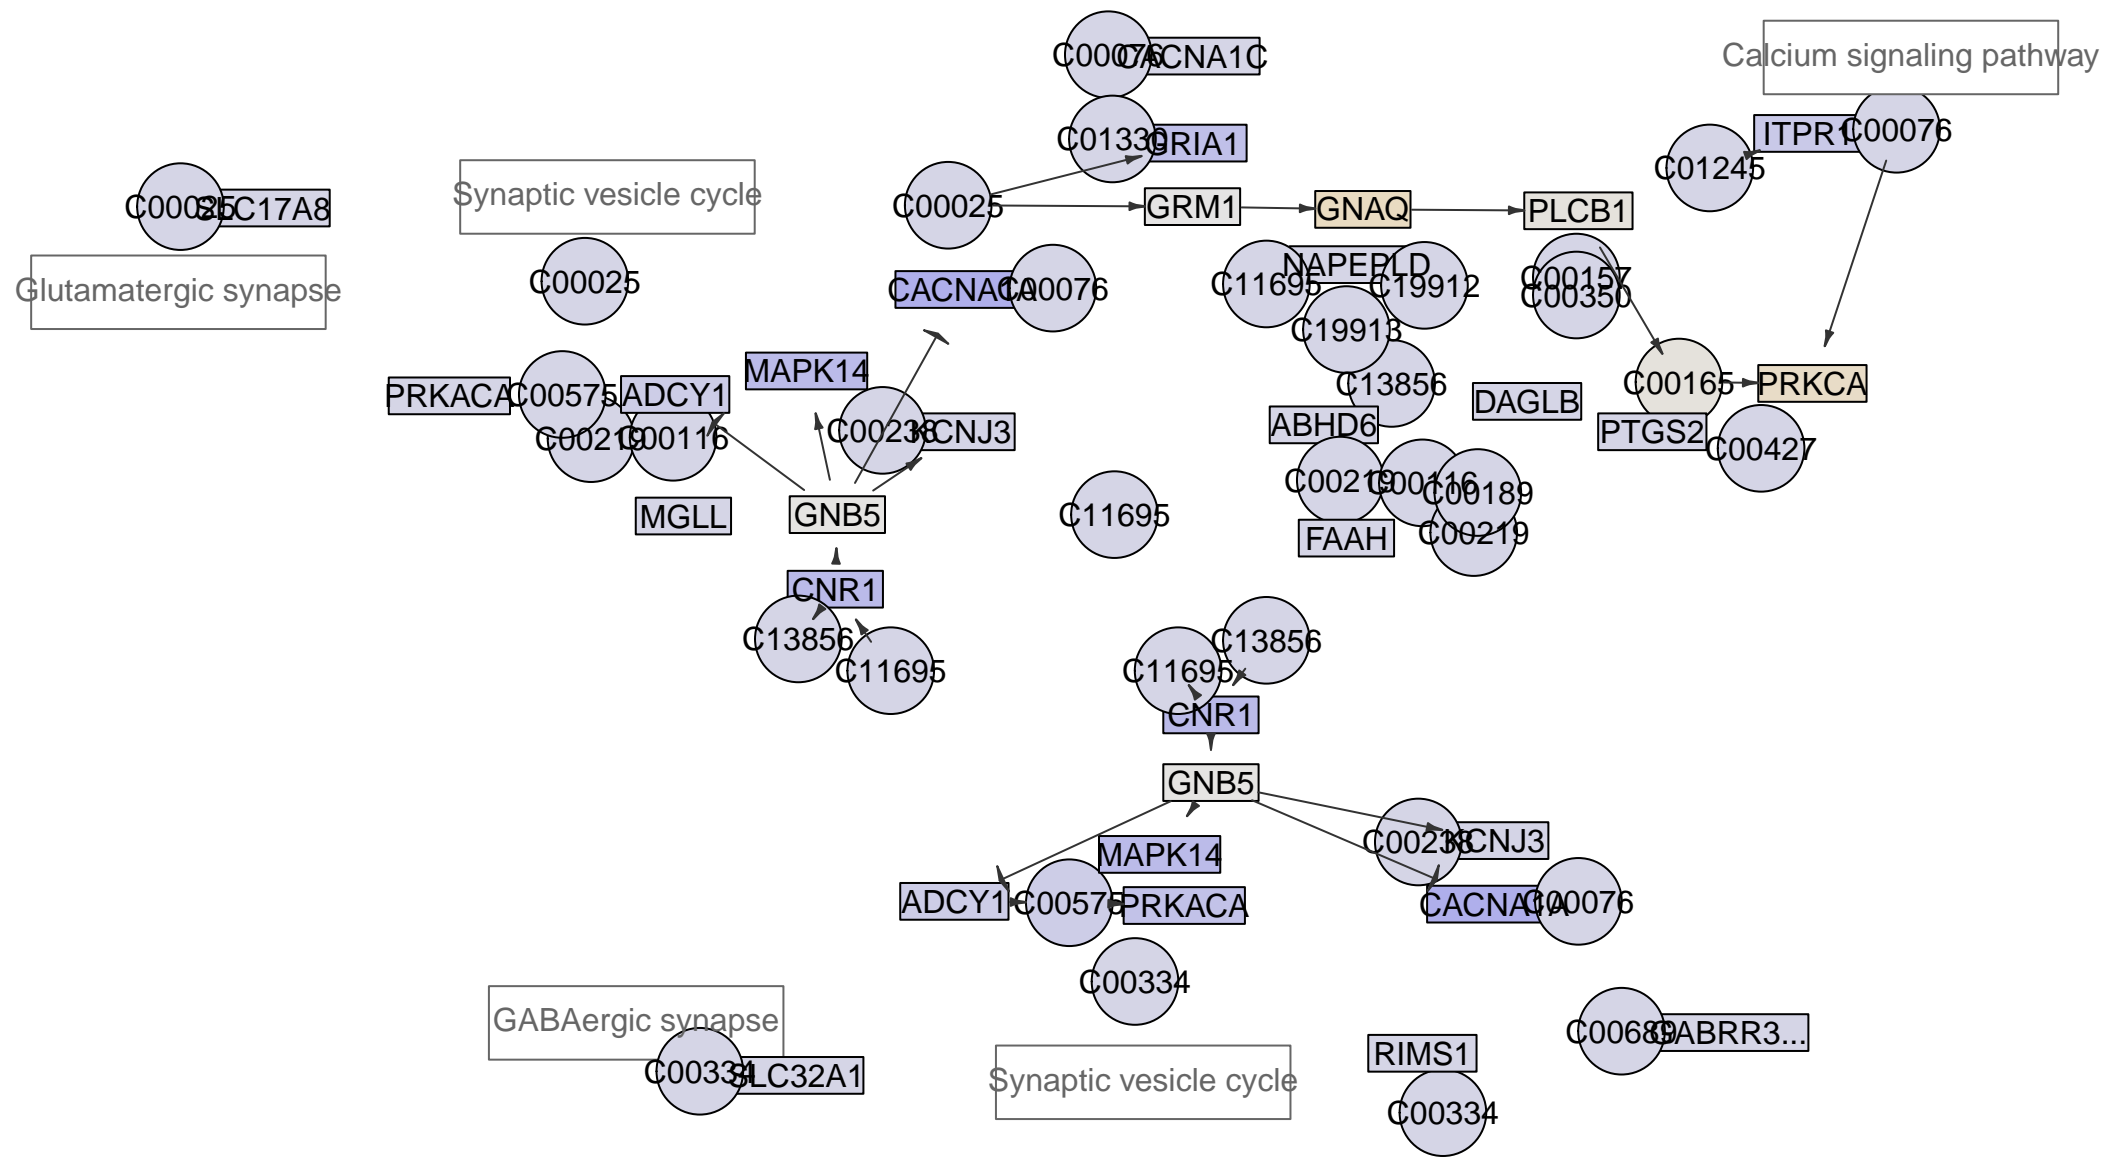 C00076
CACNA1C
Calcium signaling pathway
C01330
GRIA1
ITPR1
C00076
C01245
C00025
SLC17A8
Synaptic vesicle cycle
C00025
GRM1
GNAQ
PLCB1
Glutamatergic synapse
C00025
CACNA1A
C00076
C11695
NAPEPLD
C19912
C00157
C00350
C19913
MAPK14
C13856
C00165
PRKCA
PRKACA
C00575
ADCY1
DAGLB
C00219
C00116
C00238
KCNJ3
ABHD6
PTGS2
C00427
MGLL
GNB5
C11695
C00219
C00116
C00189
FAAH
C00219
CNR1
C13856
C11695
C11695
C13856
CNR1
GNB5
MAPK14
C00238
KCNJ3
ADCY1
C00575
PRKACA
CACNA1A
C00076
C00334
GABAergic synapse
C00334
SLC32A1
Synaptic vesicle cycle
RIMS1
C00334
C00689
GABRR3...